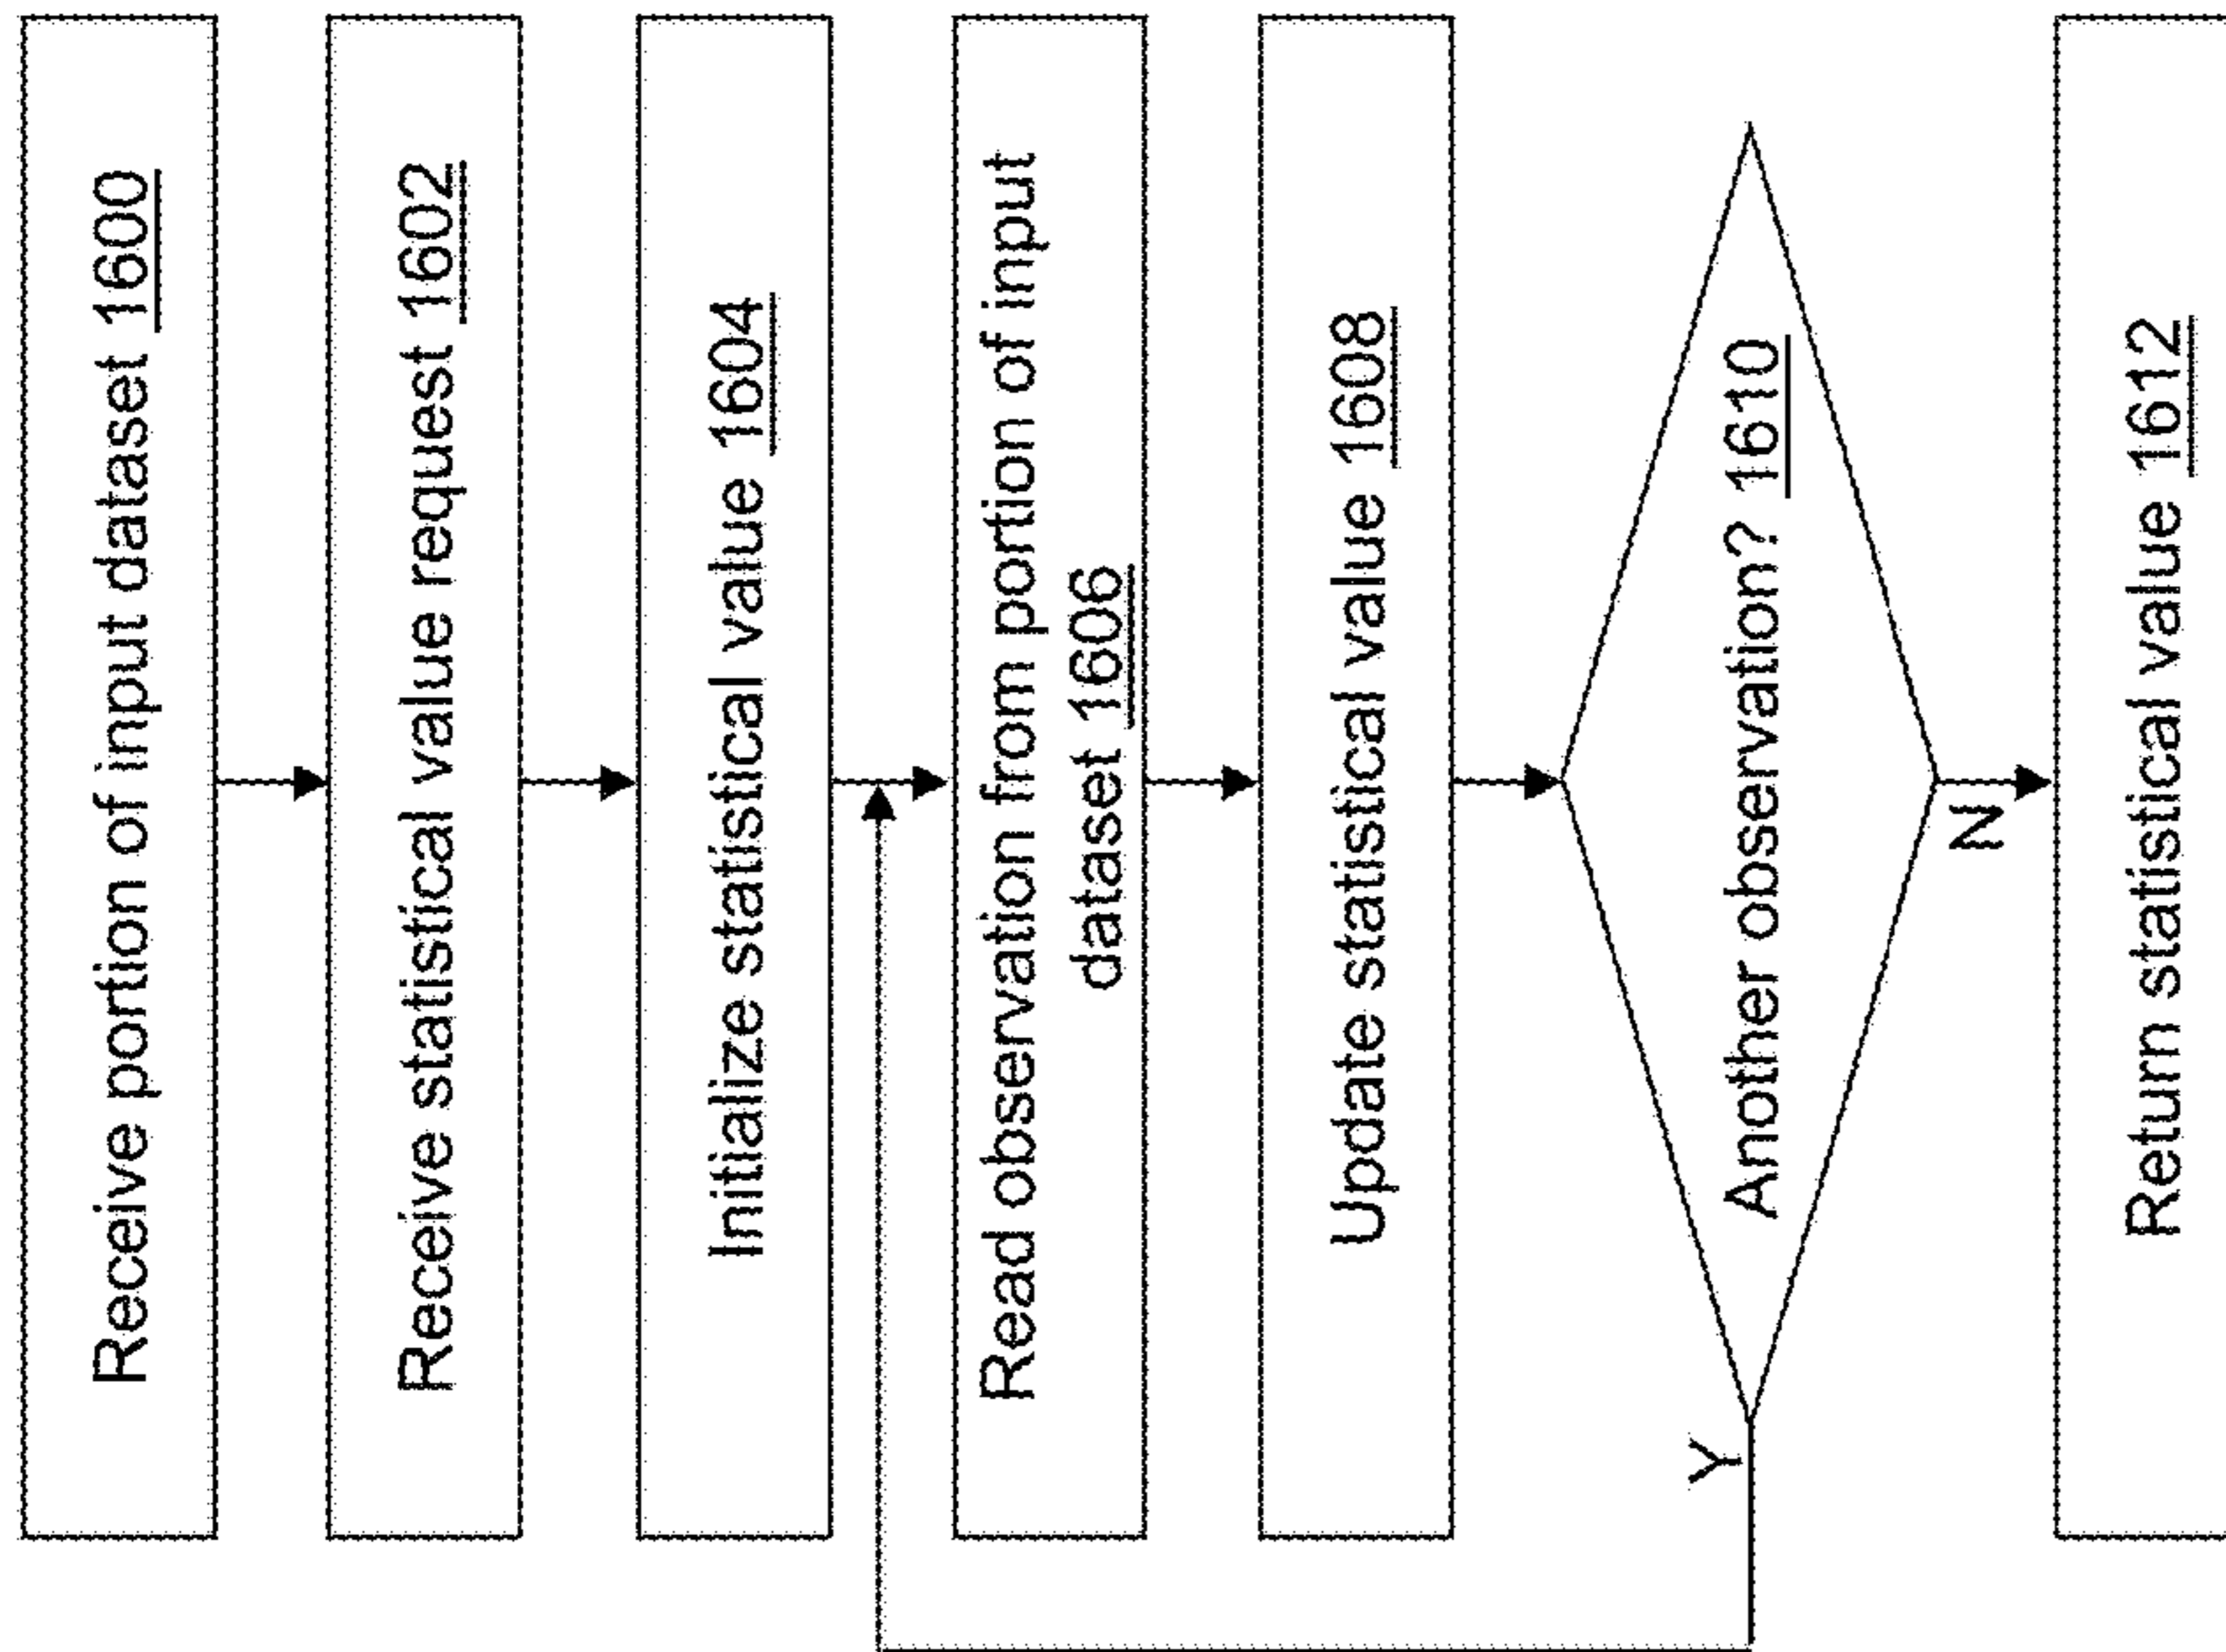 Receive portion of input dataset 1600
Receive statistical value request 1602
Initialize statistical value 1604
Read observation from portion of input
dataset 1606
Update statistical value 1608
Another observation? 1610
Y
N
Return statistical value 1612